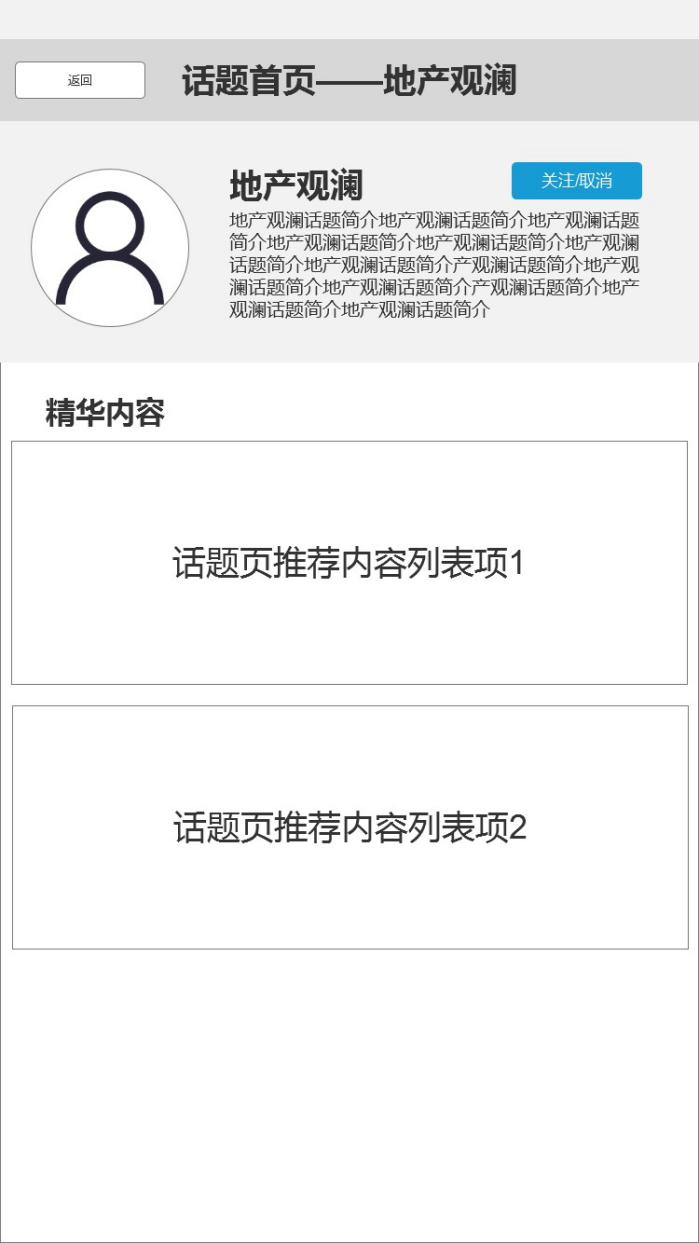 返回
话题首页——地产观澜
地产观澜
关注/取消
地产观澜话题简介地产观澜话题简介地产观澜话题
简介地产观澜话题简介地产观澜话题简介地产观澜
话题简介地产观澜话题简介产观澜话题简介地产观
澜话题简介地产观澜话题简介产观澜话题简介地产
观澜话题简介地产观澜话题简介
精华内容
话题页推荐内容列表项1
话题页推荐内容列表项2